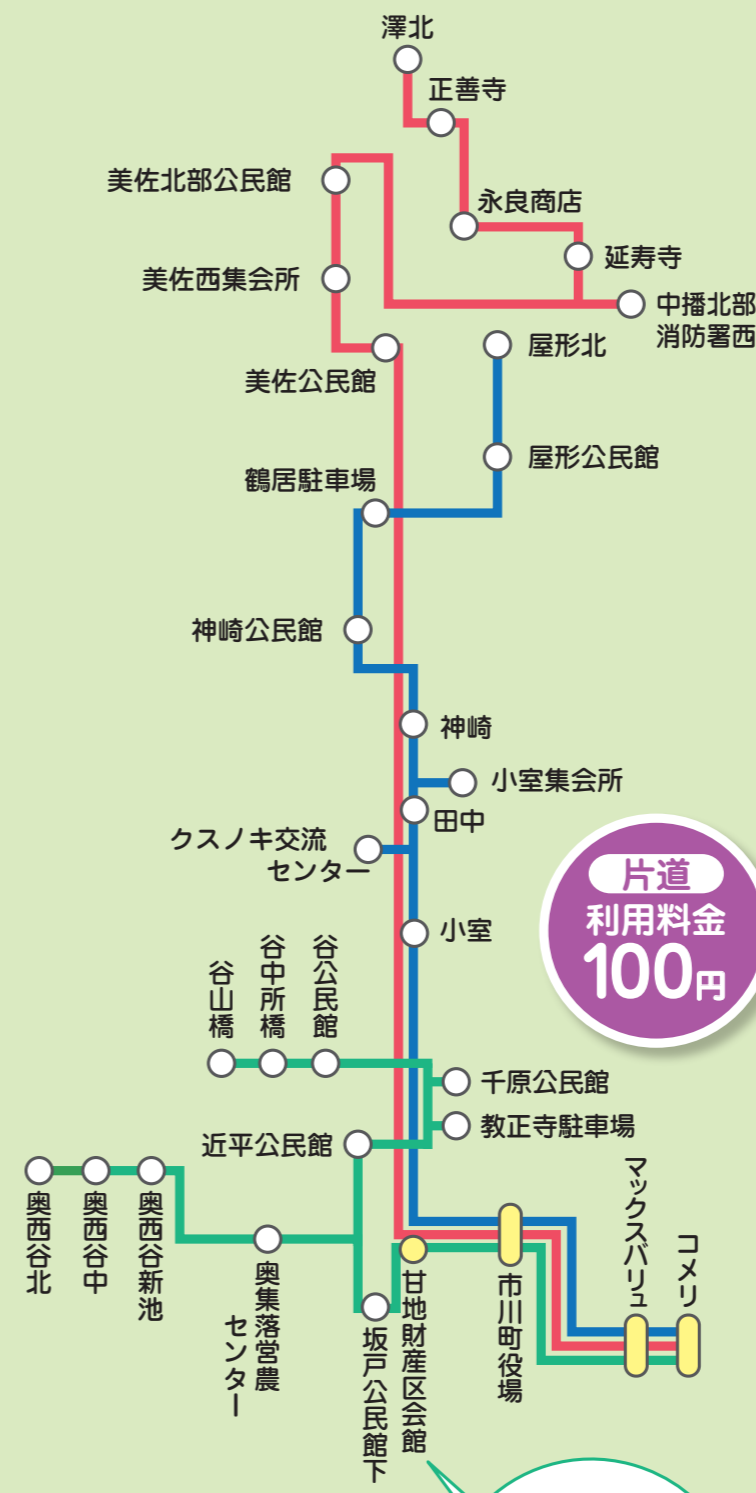 澤北
正善寺
美佐北部公民館
永良商店
美佐西集会所
延寿寺
中播北部
消防署西
屋形北
美佐公民館
屋形公民館
鶴居駐車場
神崎公民館
神崎
小室集会所
田中
クスノキ交流
センター
片道
利用料金
100円
小室
谷山橋
谷中所橋
谷公民館
千原公民館
教正寺駐車場
近平公民館
奥西谷北
奥西谷中
奥西谷新池
奥集落営農
センター
坂戸公民館下
甘地財産区会館
市川町役場
マックスバリュ
コメリ